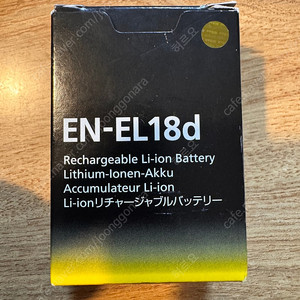 EN-EL18d
Rechargeable Li-ion Battery
Lithium-Ionen-Akku
Accumulateur Li-ion
Li-ionリチャージャブルバッテリー